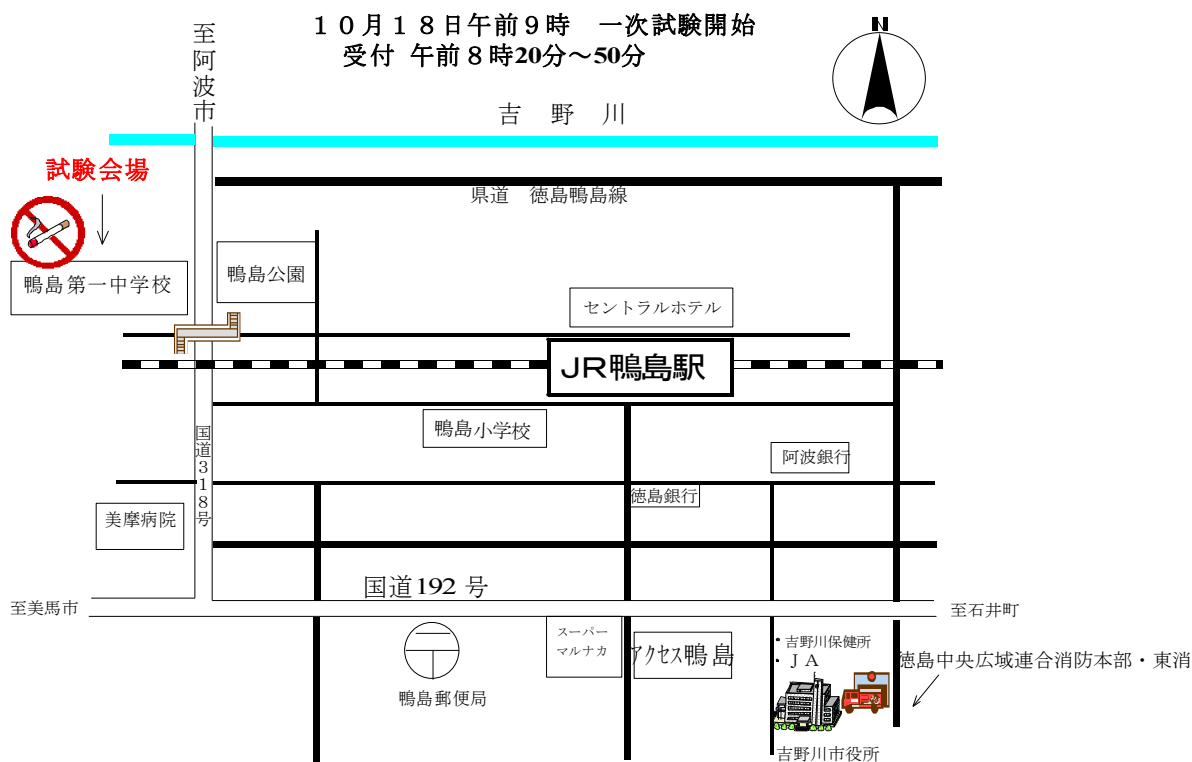 １０月１８日午前９時　一次試験開始
受付 午前８時20分～50分
N
至阿波市
吉　野　川
試験会場
県道　徳島鴨島線
鴨島公園
鴨島第一中学校
セントラルホテル
ＪＲ鴨島駅
鴨島小学校
国道３１８号
阿波銀行
徳島銀行
美摩病院
国道192 号
至美馬市
至石井町
スーパー
マルナカ
アクセス鴨島
・吉野川保健所
・ＪＡ
徳島中央広域連合消防本部・東消
鴨島郵便局
吉野川市役所